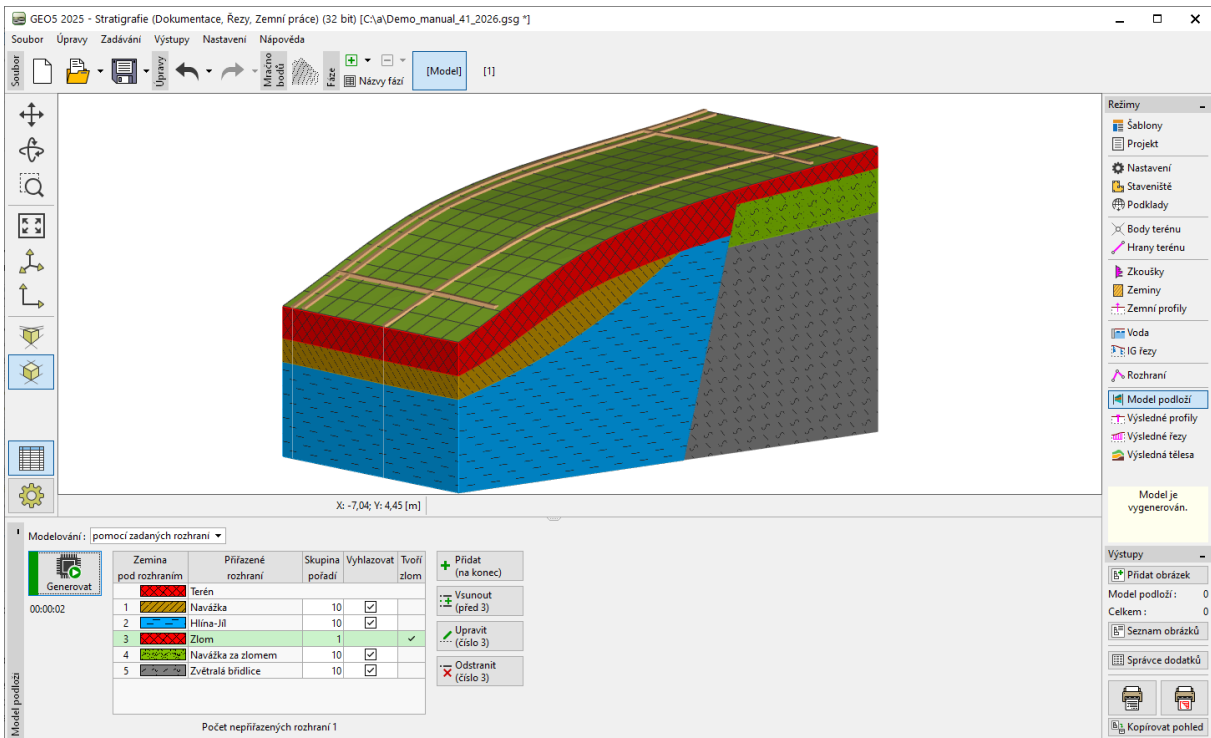 GEO5 2025 - Stratigrafie (Dokumentace, Řezy, Zemní práce) (32 bit) [C:\a\Demo_manual_41_2026.gsg *]
Soubor Úpravy Zadávání Výstupy Nastavení Nápověda
Soubor
Úpravy
Mračno
bodů
Fáze
Názvy fází
[Model]
[1]
X: -7,04; Y: 4,45 [m]
Režimy
Šablony
Projekt
Nastavení
Staveniště
Podklady
Body terénu
Hrany terénu
Zkoušky
Zeminy
Zemní profily
Voda
IG řezy
Rozhraní
Model podloží
Výsledné profily
Výsledné řezy
Výsledná tělesa
Model je
vygenerován.
Výstupy
Přidat obrázek
Model podloží : 0
Celkem : 0
Seznam obrázků
Správce dodatků
Kopírovat pohled
Model podloží
Modelování : pomocí zadaných rozhraní
Generovat
00:00:02
Zemina Přiřazené Skupina Vyhlazovat Tvoří
pod rozhraním rozhraní pořadí zlom
Terén
1 Navážka 10
2 Hlína-Jíl 10
3 Zlom 1
4 Navážka za zlomem 10
5 Zvětralá břidlice 10
Počet nepřiřazených rozhraní 1
Přidat
(na konec)
Vsunout
(před 3)
Upravit
(číslo 3)
Odstranit
(číslo 3)